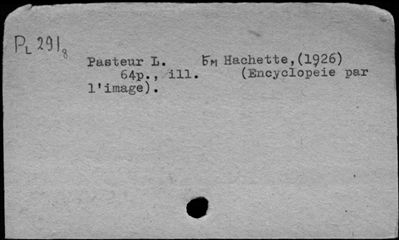 PL 291 8
Pasteur L. Бм Hachette,(1926)
64p., ill. (Encyclopeie par
l'image).